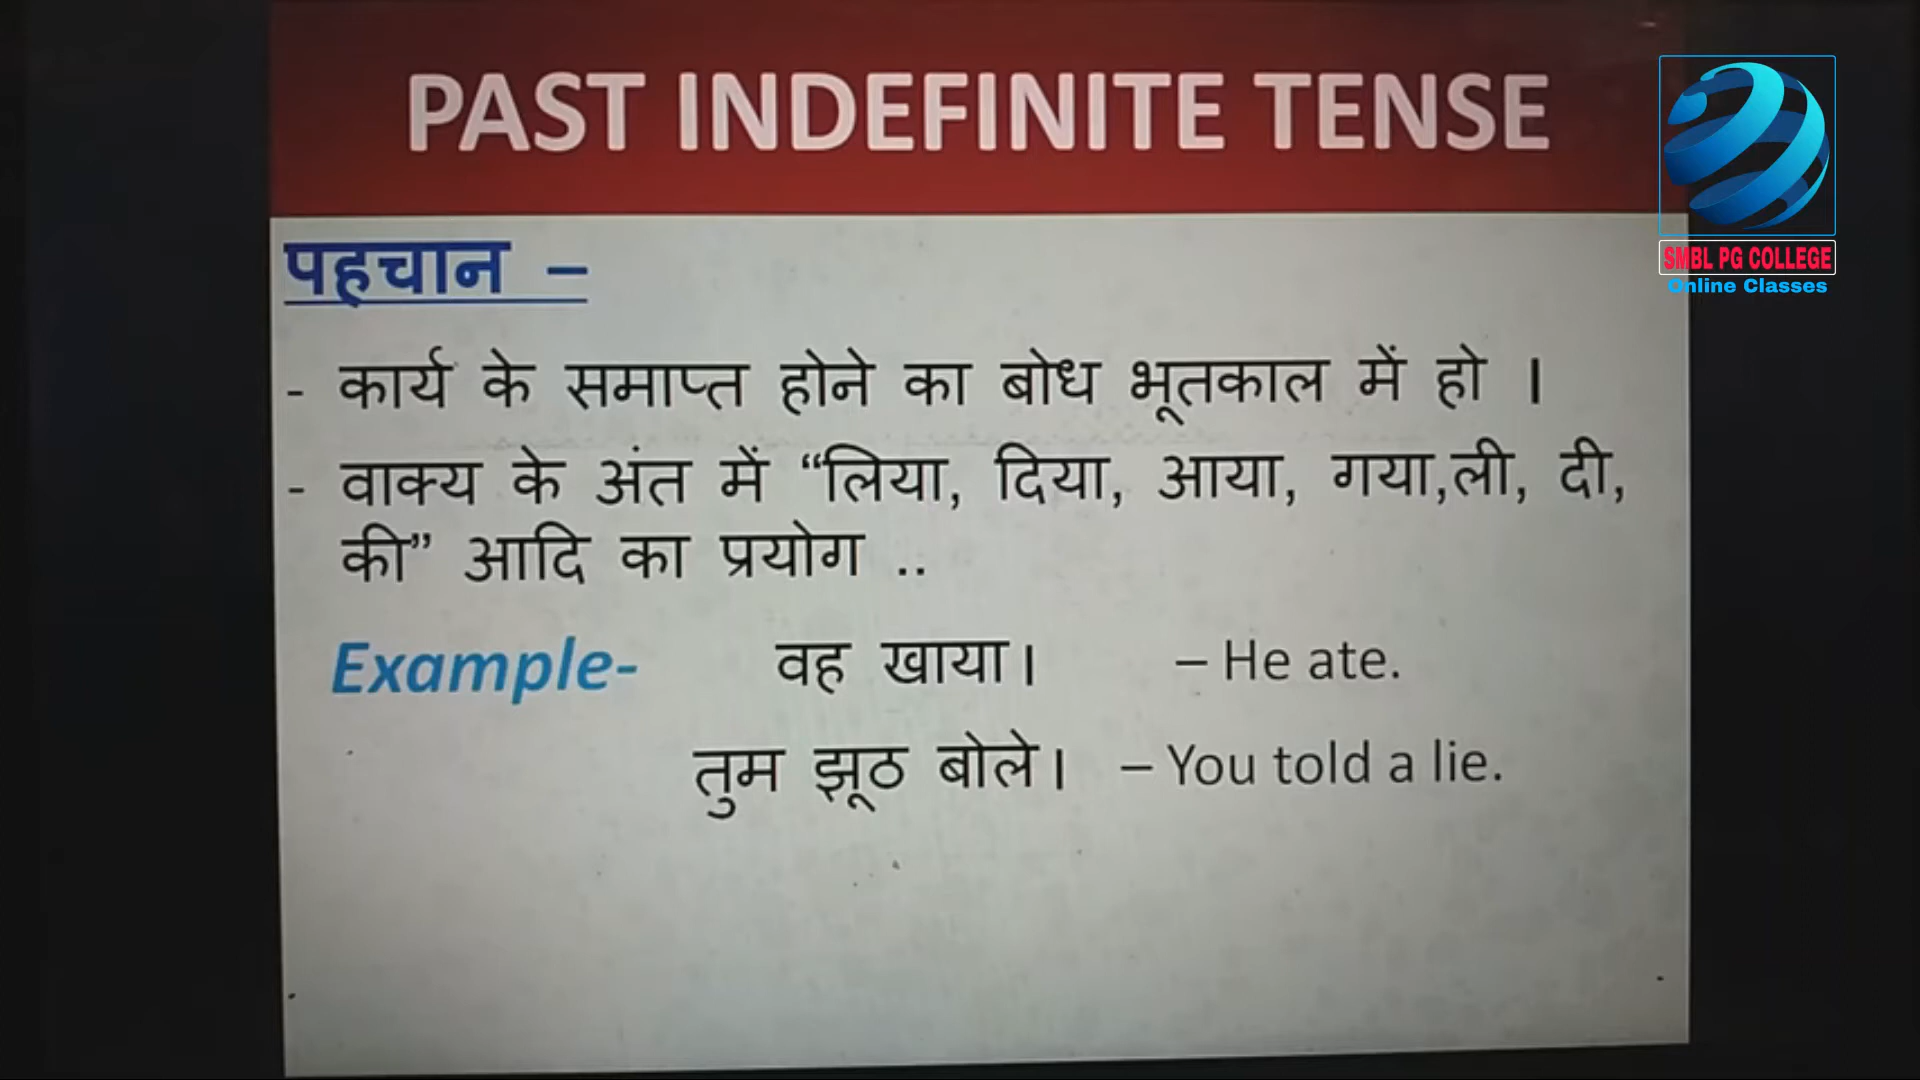 PAST INDEFINITE TENSE
SMBL PG COLLEGE
Online Classes
पहचान –
- कार्य के समाप्त होने का बोध भूतकाल में हो ।
- वाक्य के अंत में “लिया, दिया, आया, गया,ली, दी,
की” आदि का प्रयोग ..
Example- वह खाया। – He ate.
तुम झूठ बोले। – You told a lie.